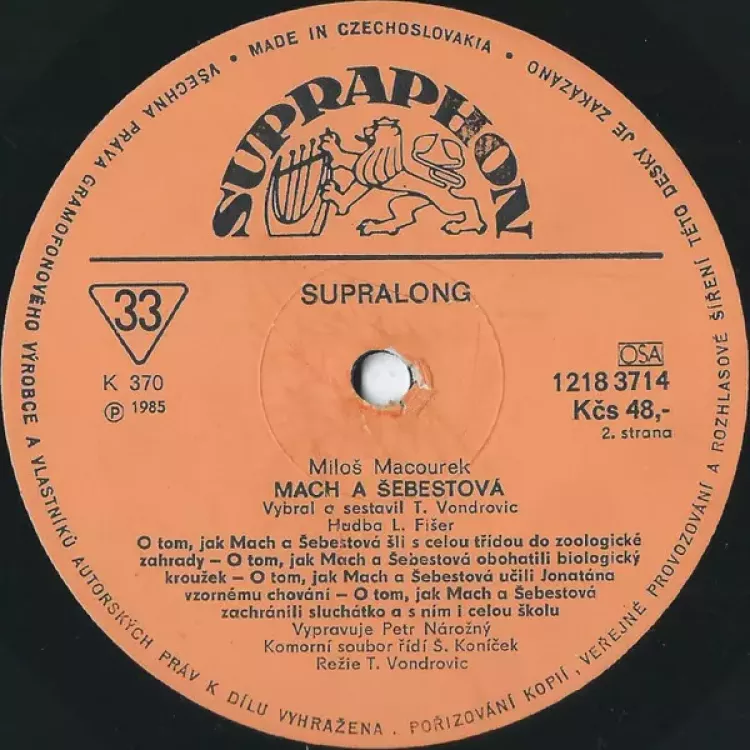 MADE IN CZECHOSLOVAKIA •
VŠECHNA PRÁVA GRAMOFONOVÉHO VÝROBCE A VLASTNÍKŮ AUTORSKÝCH PRÁV K DÍLU VYHRAŽENA. POŘIZOVÁNÍ KOPIÍ, VEŘEJNÉ PROVOZOVÁNÍ A ROZHLASOVÉ ŠÍŘENÍ TÉTO DESKY JE ZAKÁZÁNO •
SUPRAPHON
33
SUPRALONG
K 370
Ⓟ 1985
OSA
1218 3714
Kčs 48,-
2. strana
Miloš Macourek
MACH A ŠEBESTOVÁ
Vybral a sestavil T. Vondrovic
Hudba L. Fišer
O tom, jak Mach a Šebestová šli s celou třídou do zoologické
zahrady – O tom, jak Mach a Šebestová obohatili biologický
kroužek – O tom, jak Mach a Šebestová učili Jonatána
vzornému chování – O tom, jak Mach a Šebestová
zachránili sluchátko a s ním i celou školu
Vypravuje Petr Nárožný
Komorní soubor řídí Š. Koníček
Režie T. Vondrovic